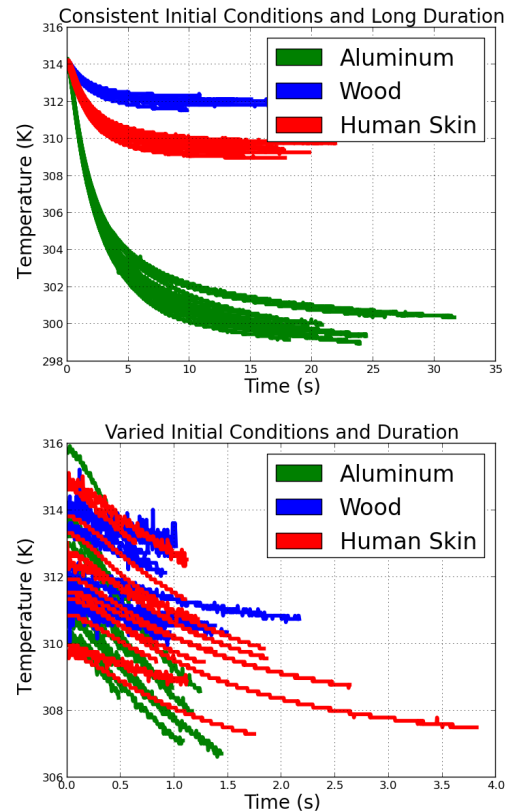 Consistent Initial Conditions and Long Duration
316
314
312
310
308
306
304
302
300
298
Temperature (K)
Aluminum
Wood
Human Skin
0 5 10 15 20 25 30 35
Time (s)
Varied Initial Conditions and Duration
316
314
312
310
308
306
Temperature (K)
Aluminum
Wood
Human Skin
0.0 0.5 1.0 1.5 2.0 2.5 3.0 3.5 4.0
Time (s)